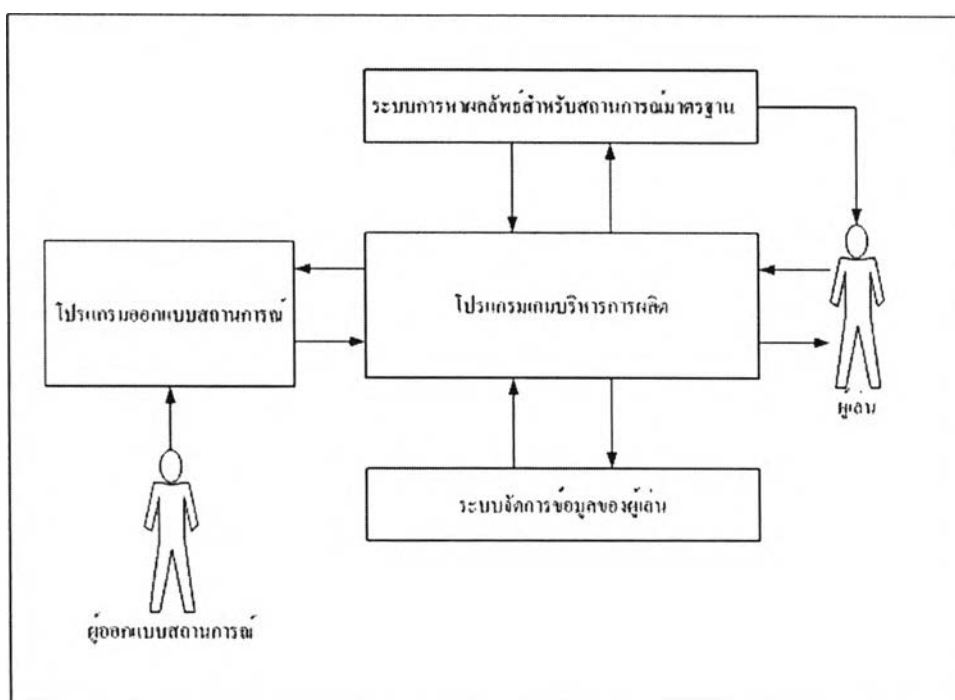 ระบบการหาผลลัพธ์สำหรับสถานการณ์มาตรฐาน
โปรแกรมออกแบบสถานการณ์
โปรแกรมเกมบริหารการผลิต
ผู้เล่น
ระบบจัดการข้อมูลของผู้เล่น
ผู้ออกแบบสถานการณ์